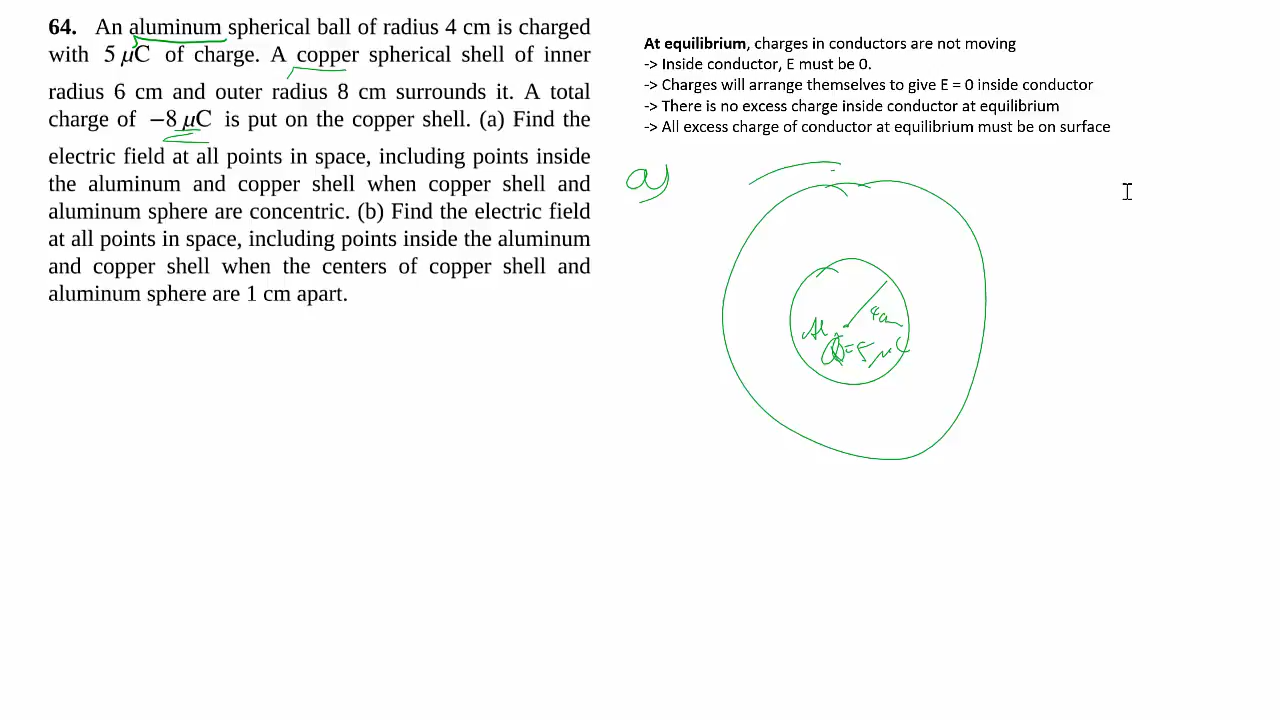 64. An aluminum spherical ball of radius 4 cm is charged
with 5 μC of charge. A copper spherical shell of inner
radius 6 cm and outer radius 8 cm surrounds it. A total
charge of −8 μC is put on the copper shell. (a) Find the
electric field at all points in space, including points inside
the aluminum and copper shell when copper shell and
aluminum sphere are concentric. (b) Find the electric field
at all points in space, including points inside the aluminum
and copper shell when the centers of copper shell and
aluminum sphere are 1 cm apart.
At equilibrium, charges in conductors are not moving
-> Inside conductor, E must be 0.
-> Charges will arrange themselves to give E = 0 inside conductor
-> There is no excess charge inside conductor at equilibrium
-> All excess charge of conductor at equilibrium must be on surface
a)
4cm
Al
Q=5 μC